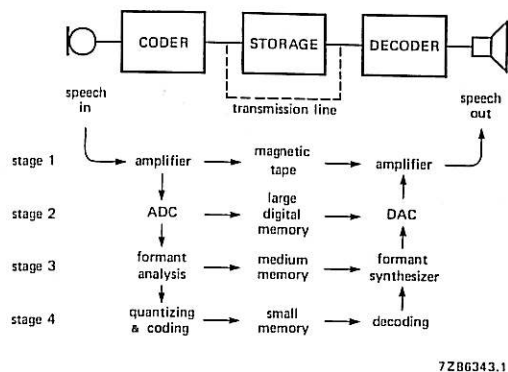 CODER STORAGE DECODER
speech in
transmission line
speech out
stage 1 amplifier magnetic tape amplifier
stage 2 ADC large digital memory DAC
stage 3 formant analysis medium memory formant synthesizer
stage 4 quantizing & coding small memory decoding
7Z86343.1